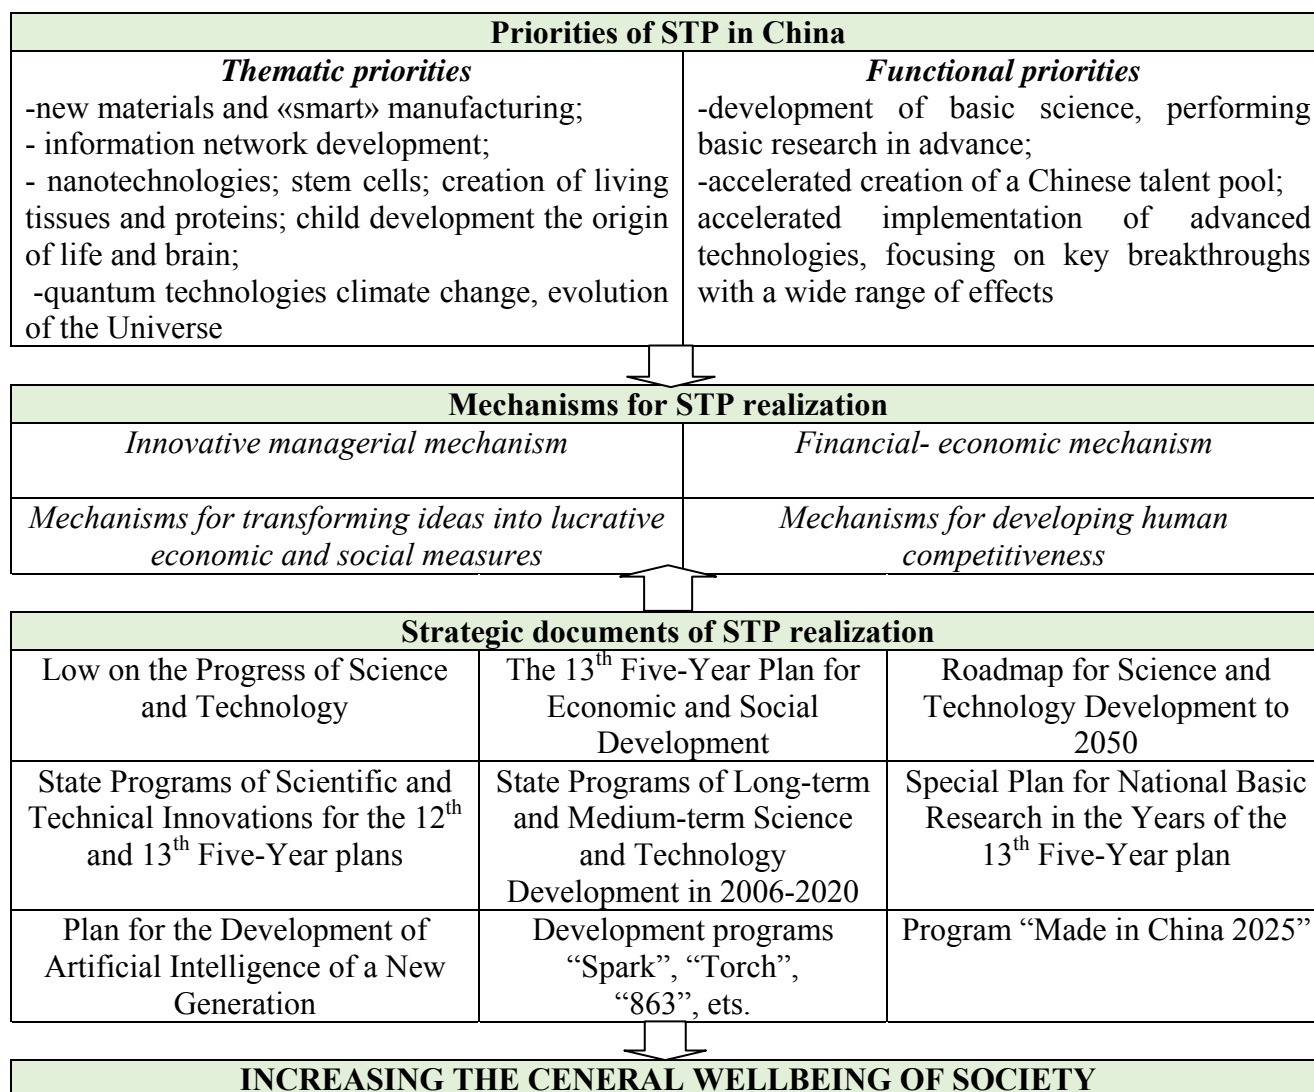 Priorities of STP in China
Thematic priorities
-new materials and «smart» manufacturing;
- information network development;
- nanotechnologies; stem cells; creation of living
tissues and proteins; child development the origin
of life and brain;
-quantum technologies climate change, evolution
of the Universe
Functional priorities
-development of basic science, performing
basic research in advance;
-accelerated creation of a Chinese talent pool;
accelerated implementation of advanced
technologies, focusing on key breakthroughs
with a wide range of effects
Mechanisms for STP realization
Innovative managerial mechanism
Financial- economic mechanism
Mechanisms for transforming ideas into lucrative
economic and social measures
Mechanisms for developing human
competitiveness
Strategic documents of STP realization
Low on the Progress of Science
and Technology
The 13th Five-Year Plan for
Economic and Social
Development
Roadmap for Science and
Technology Development to
2050
State Programs of Scientific and
Technical Innovations for the 12th
and 13th Five-Year plans
State Programs of Long-term
and Medium-term Science
and Technology
Development in 2006-2020
Special Plan for National Basic
Research in the Years of the
13th Five-Year plan
Plan for the Development of
Artificial Intelligence of a New
Generation
Development programs
“Spark”, “Torch”,
“863”, ets.
Program “Made in China 2025”
INCREASING THE CENERAL WELLBEING OF SOCIETY